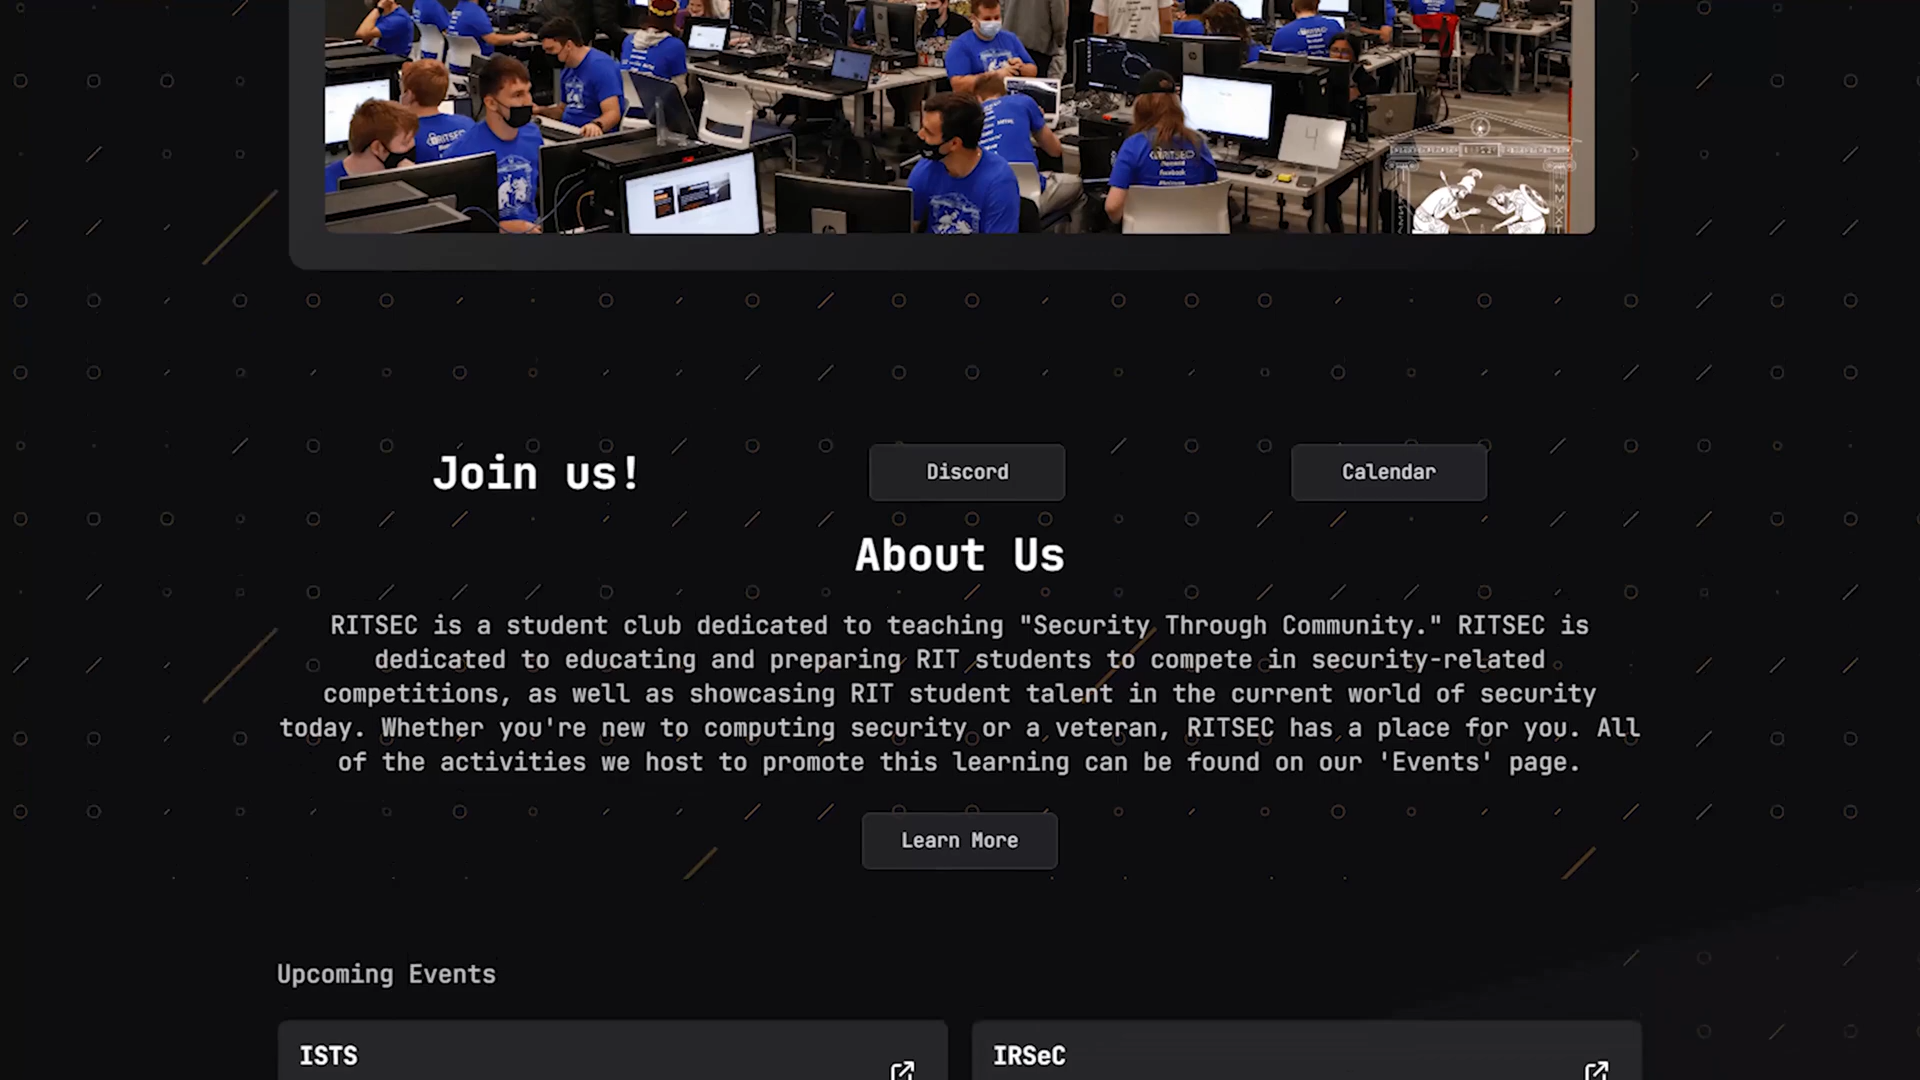 RITSEC
RITSEC
facebook
4
Join us!
Discord
Calendar
About Us
RITSEC is a student club dedicated to teaching "Security Through Community." RITSEC is
dedicated to educating and preparing RIT students to compete in security-related
competitions, as well as showcasing RIT student talent in the current world of security
today. Whether you're new to computing security or a veteran, RITSEC has a place for you. All
of the activities we host to promote this learning can be found on our 'Events' page.
Learn More
Upcoming Events
ISTS
IRSeC